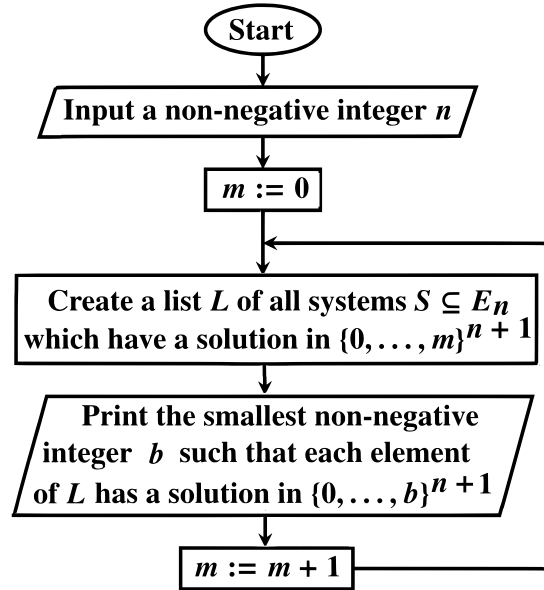 Start
Input a non-negative integer n
m := 0
Create a list L of all systems S ⊆ Eₙ
which have a solution in {0, . . . , m}ⁿ ⁺ ¹
Print the smallest non-negative
integer b such that each element
of L has a solution in {0, . . . , b}ⁿ ⁺ ¹
m := m + 1